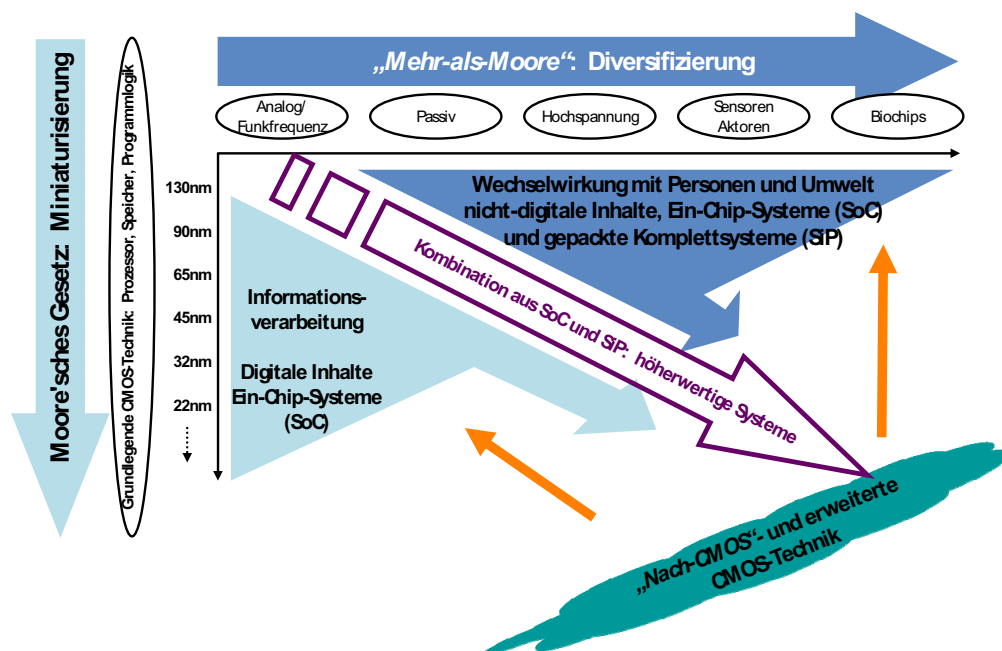 „Mehr-als-Moore“: Diversifizierung
Analog/
Funkfrequenz
Passiv
Hochspannung
Sensoren
Aktoren
Biochips
Moore'sches Gesetz: Miniaturisierung
Grundlegende CMOS-Technik: Prozessor, Speicher, Programmlogik
130nm
90nm
65nm
45nm
32nm
22nm
Wechselwirkung mit Personen und Umwelt
nicht-digitale Inhalte, Ein-Chip-Systeme (SoC)
und gepackte Komplettsysteme (SiP)
Kombination aus SoC und SiP: höherwertige Systeme
Informations-
verarbeitung
Digitale Inhalte
Ein-Chip-Systeme
(SoC)
„Nach-CMOS“- und erweiterte
CMOS-Technik